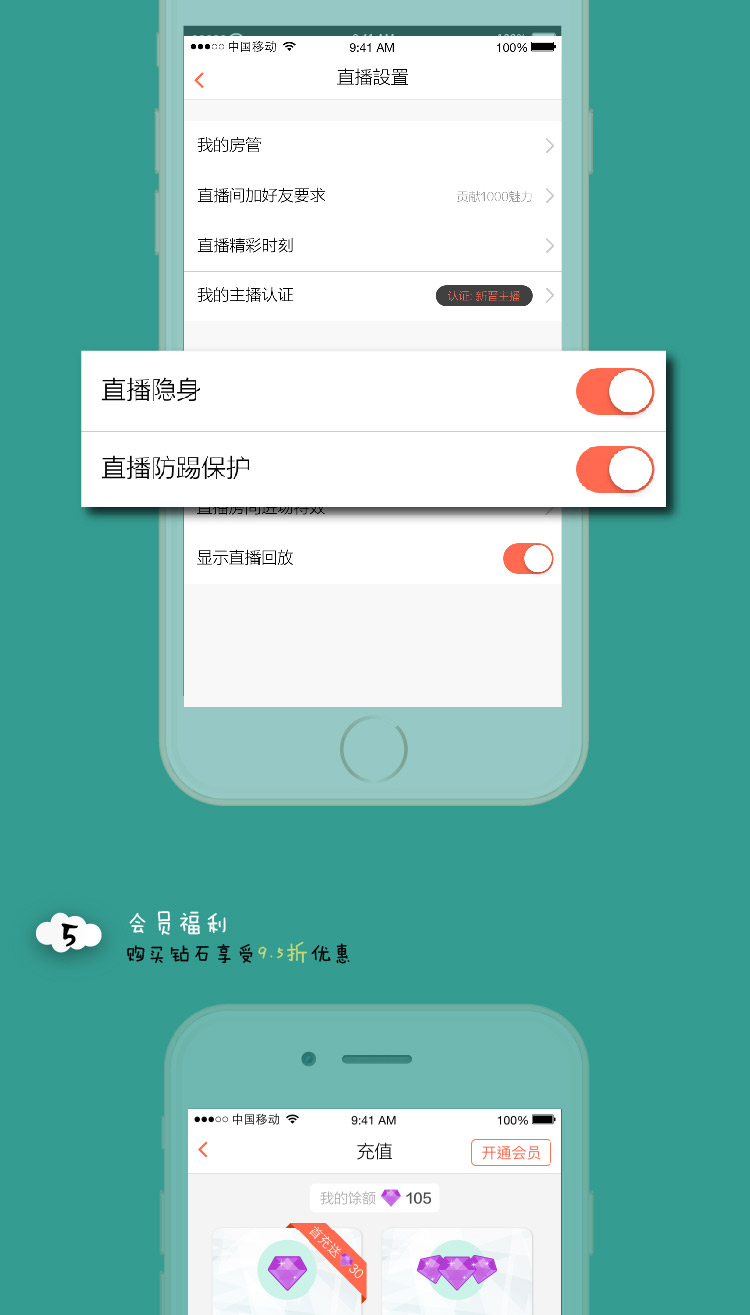 中国移动 9:41 AM 100%
直播設置
我的房管
直播间加好友要求 贡献1000魅力
直播精彩时刻
我的主播认证 认证: 新晋主播
直播隐身
直播防踢保护
直播房间进场特效
显示直播回放
5 会员福利
购买钻石享受9.5折优惠
中国移动 9:41 AM 100%
充值 开通会员
我的馀额 105
首充送 30